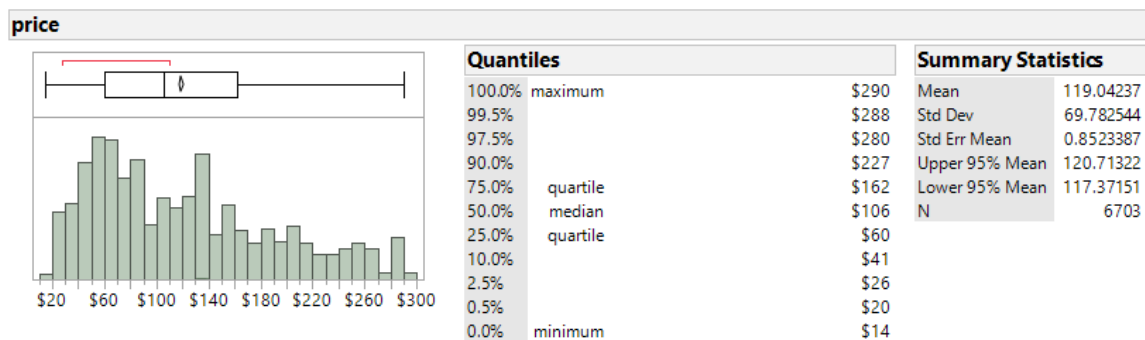 price
Quantiles
100.0% maximum $290
99.5% $288
97.5% $280
90.0% $227
75.0% quartile $162
50.0% median $106
25.0% quartile $60
10.0% $41
2.5% $26
0.5% $20
0.0% minimum $14
Summary Statistics
Mean 119.04237
Std Dev 69.782544
Std Err Mean 0.8523387
Upper 95% Mean 120.71322
Lower 95% Mean 117.37151
N 6703
$20 $60 $100 $140 $180 $220 $260 $300